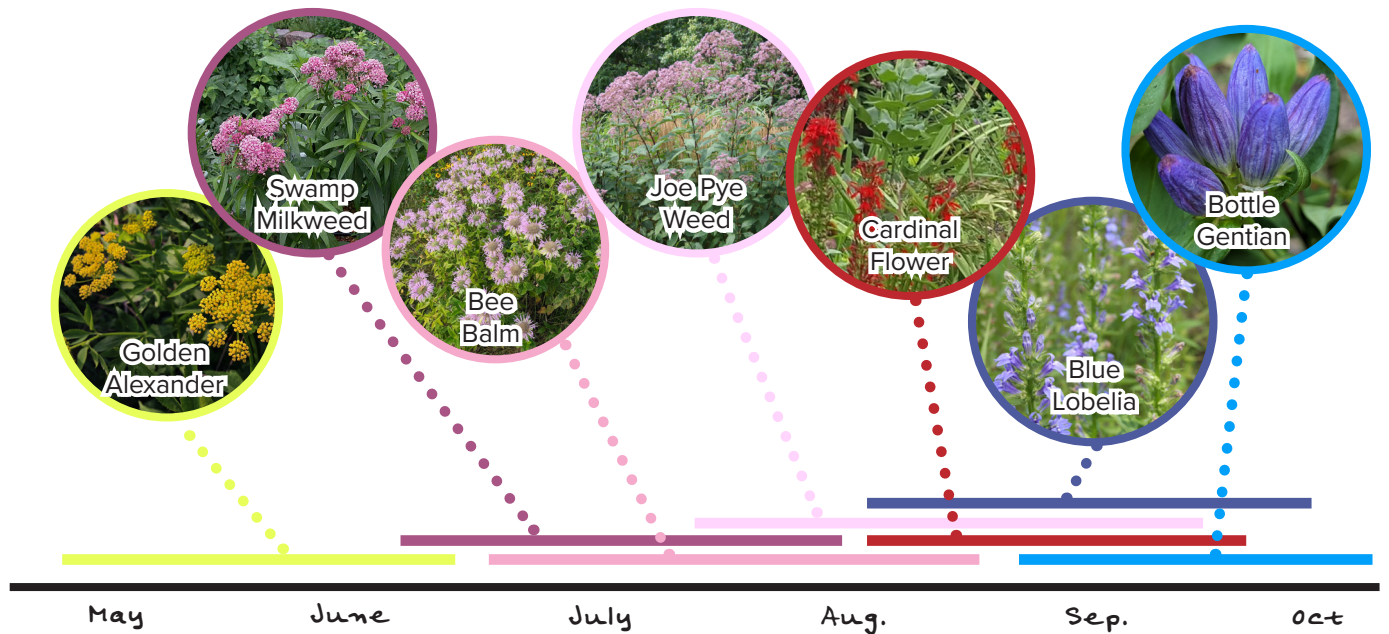 Swamp
Milkweed
Joe Pye
Weed
Bottle
Gentian
Cardinal
Flower
Bee
Balm
Golden
Alexander
Blue
Lobelia
May June July Aug. Sep. Oct